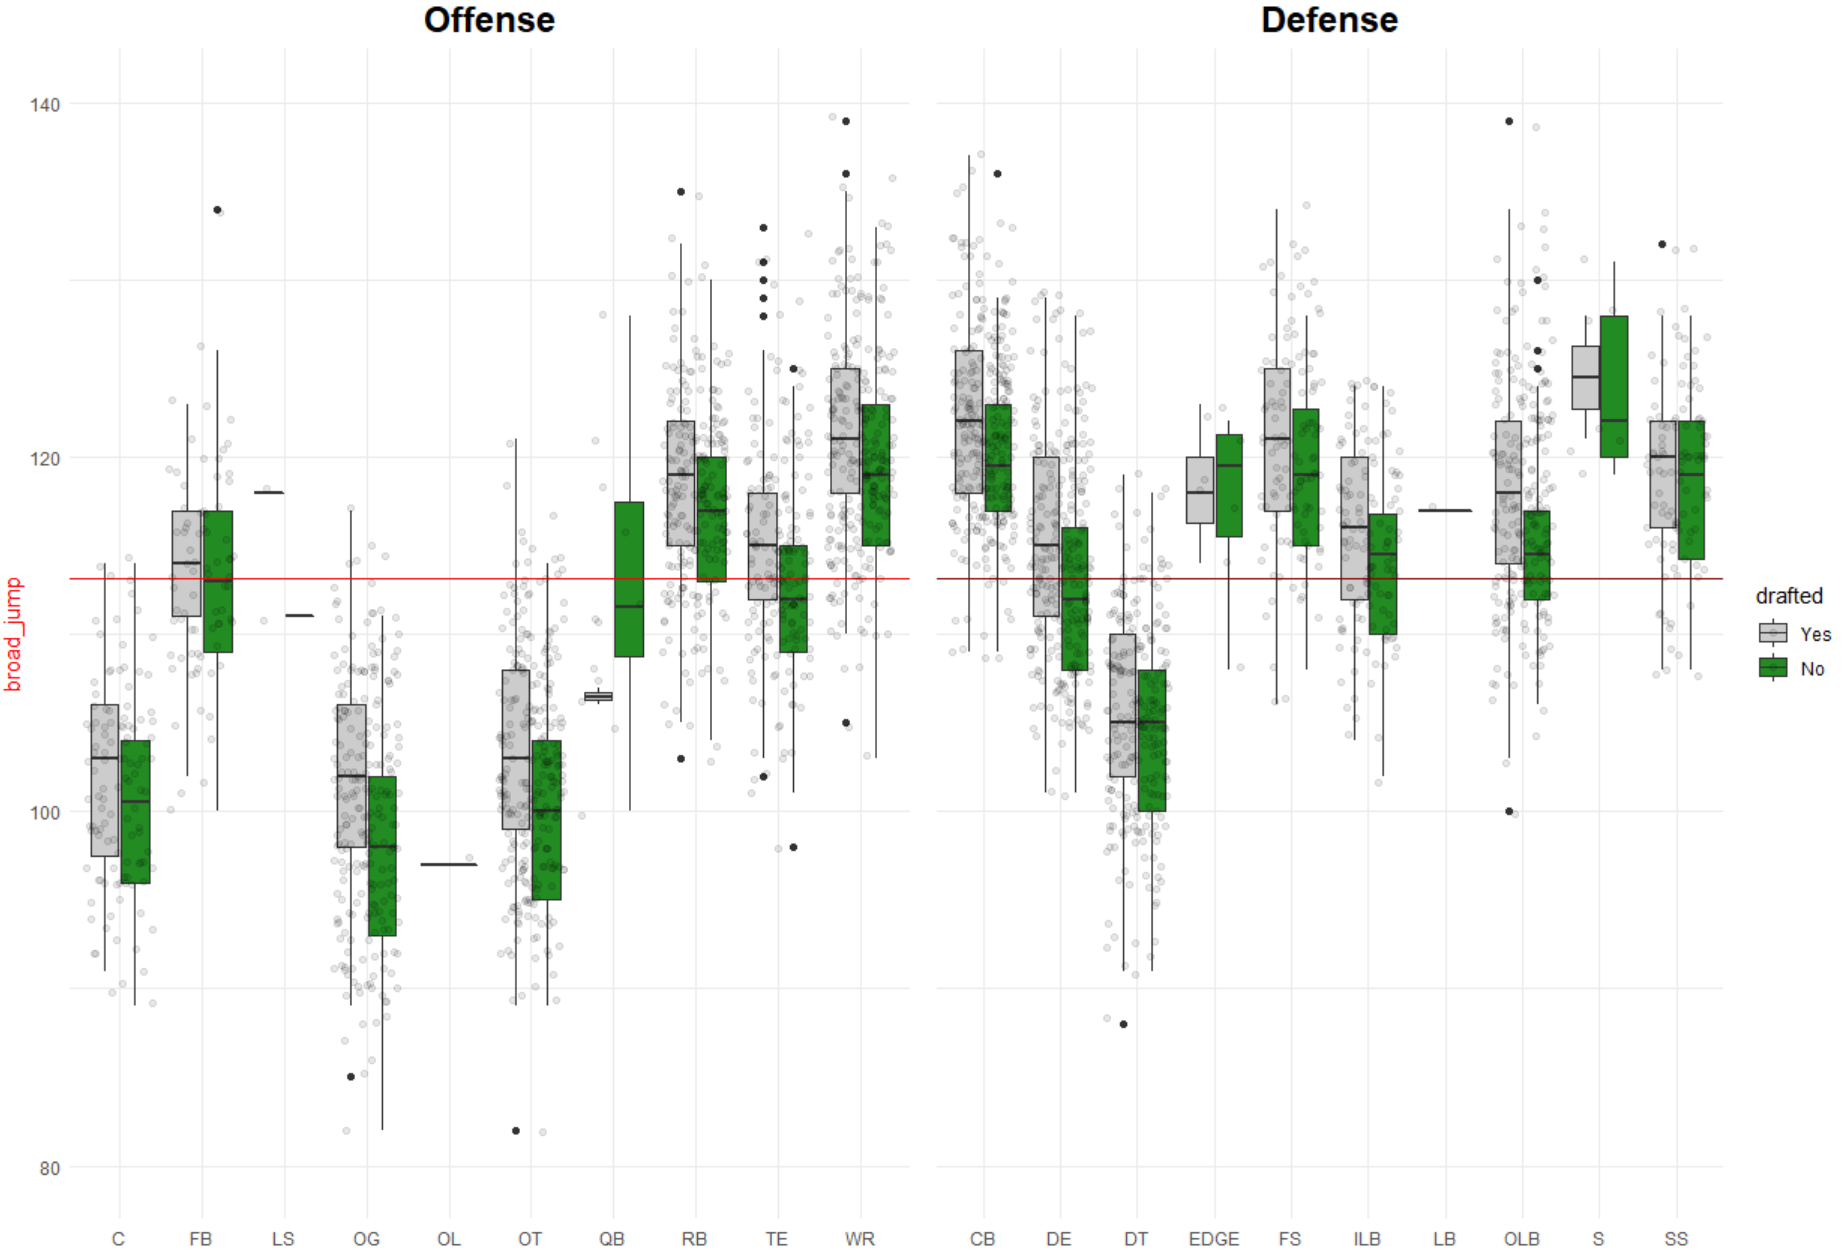 Offense Defense
140
120
100
80
broad_jump
drafted
Yes
No
C FB LS OG OL OT QB RB TE WR CB DE DT EDGE FS ILB LB OLB S SS